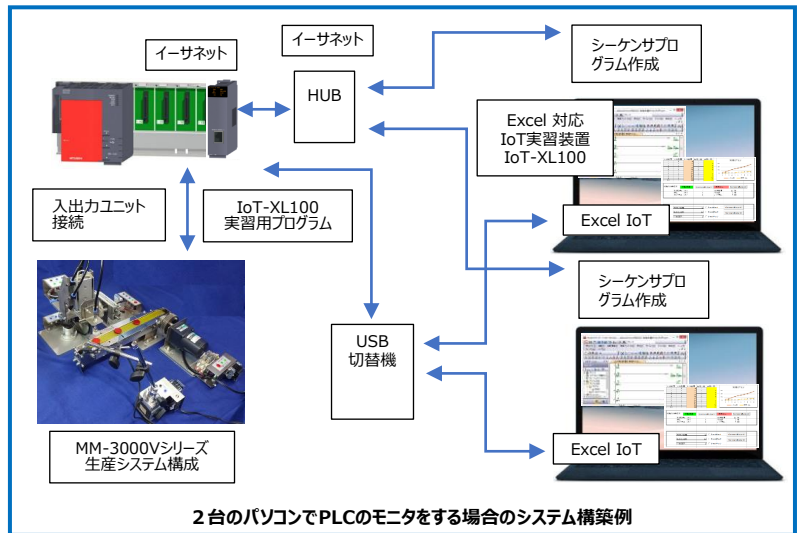 イーサネット
イーサネット
HUB
シーケンサプロ
グラム作成
Excel 対応
IoT実習装置
IoT-XL100
Excel IoT
入出力ユニット
接続
IoT-XL100
実習用プログラム
シーケンサプロ
グラム作成
USB
切替機
Excel IoT
MM-3000Vシリーズ
生産システム構成
２台のパソコンでPLCのモニタをする場合のシステム構築例